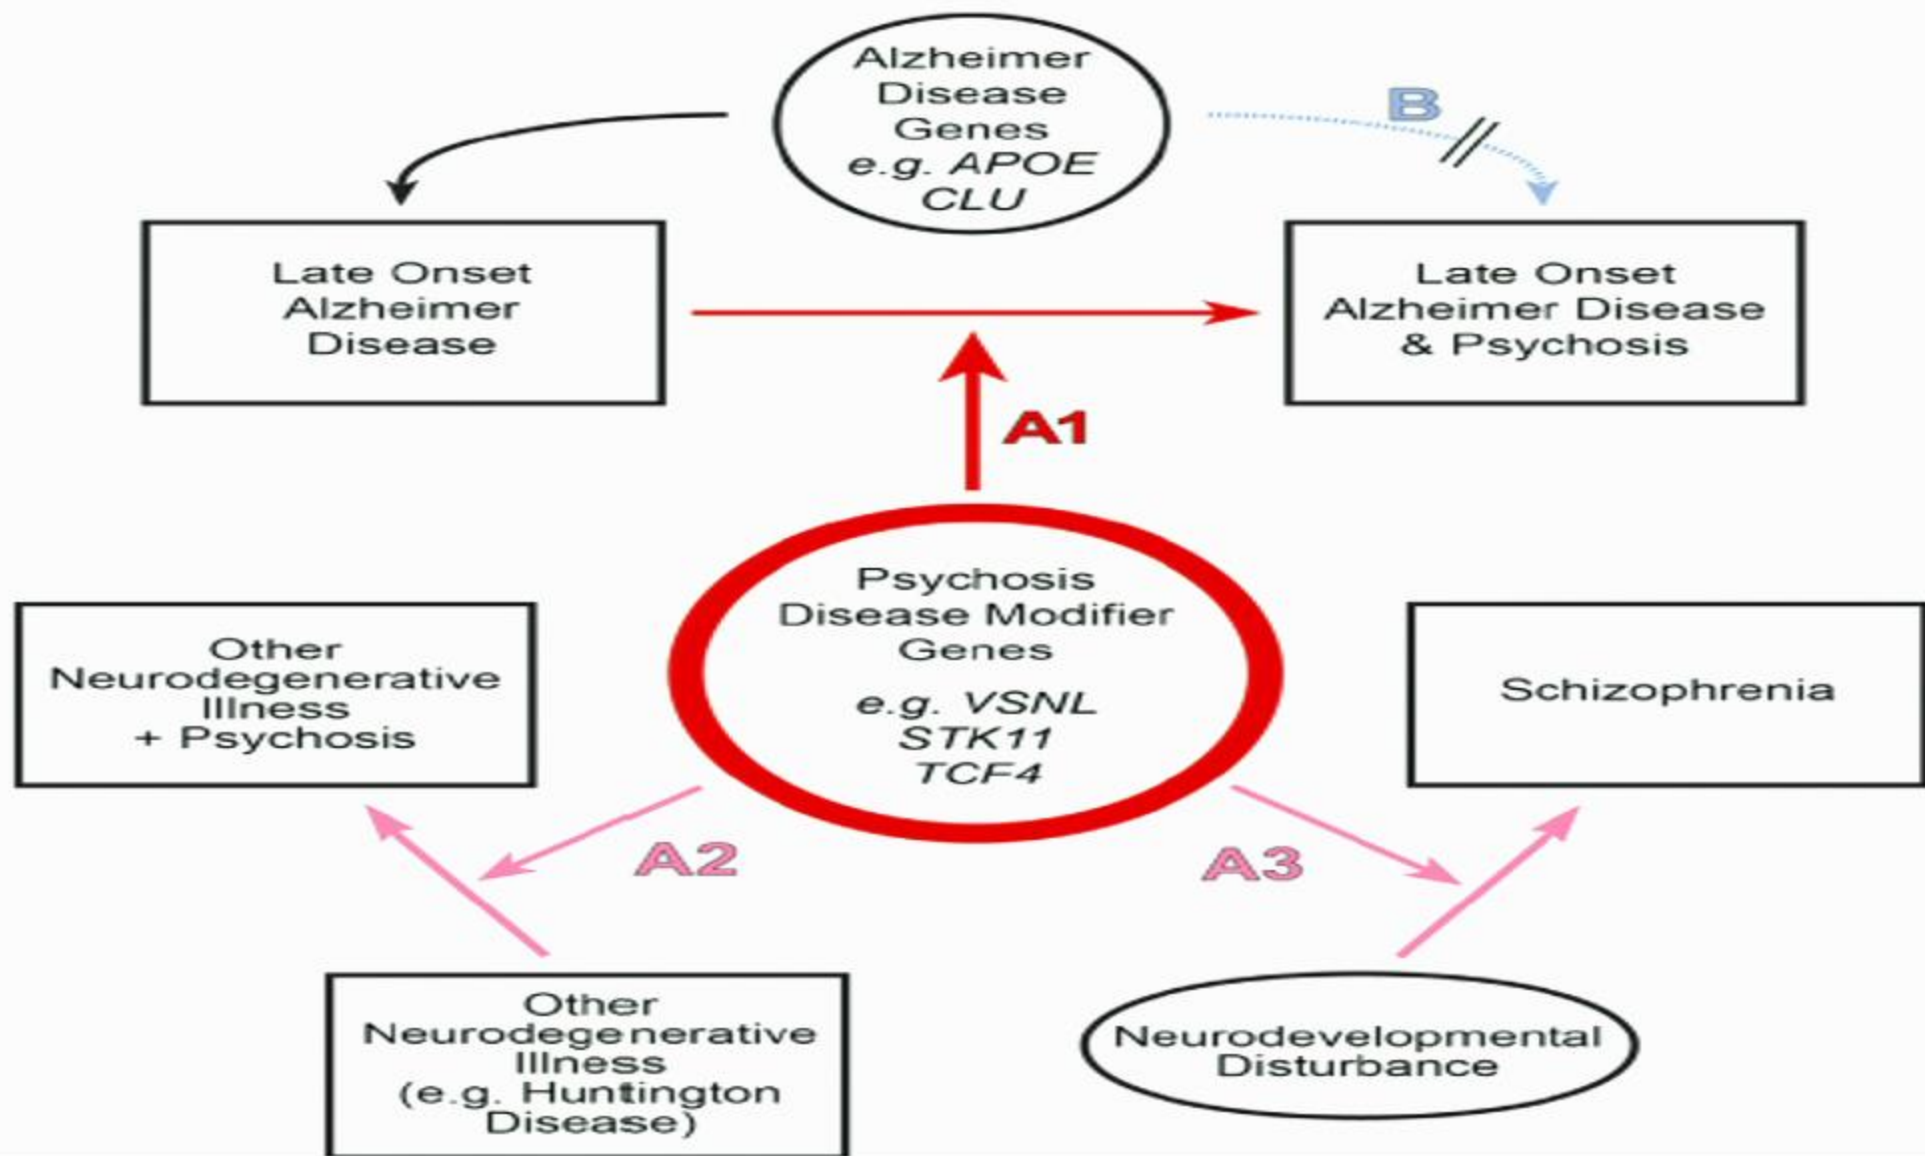 Alzheimer
Disease
Genes
e.g. APOE
CLU
B
Late Onset
Alzheimer
Disease
Late Onset
Alzheimer Disease
& Psychosis
A1
Psychosis
Disease Modifier
Genes
e.g. VSNL
STK11
TCF4
Other
Neurodegenerative
Illness
+ Psychosis
Schizophrenia
A2
A3
Other
Neurodegenerative
Illness
(e.g. Huntington
Disease)
Neurodevelopmental
Disturbance